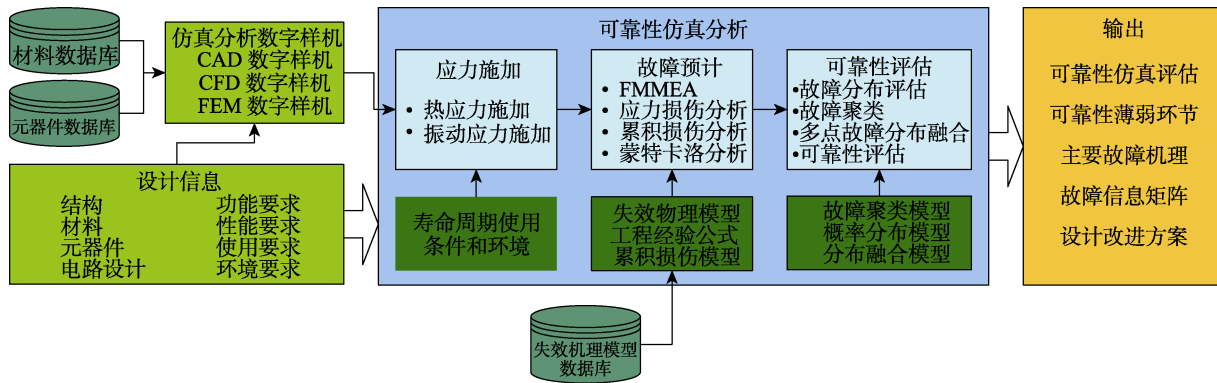 材料数据库
元器件数据库
仿真分析数字样机
CAD 数字样机
CFD 数字样机
FEM 数字样机
设计信息
结构 功能要求
材料 性能要求
元器件 使用要求
电路设计 环境要求
可靠性仿真分析
应力施加
• 热应力施加
• 振动应力施加
寿命周期使用
条件和环境
故障预计
• FMMEA
• 应力损伤分析
• 累积损伤分析
• 蒙特卡洛分析
失效物理模型
工程经验公式
累积损伤模型
失效机理模型
数据库
可靠性评估
•故障分布评估
•故障聚类
•多点故障分布融合
•可靠性评估
故障聚类模型
概率分布模型
分布融合模型
输出
可靠性仿真评估
可靠性薄弱环节
主要故障机理
故障信息矩阵
设计改进方案